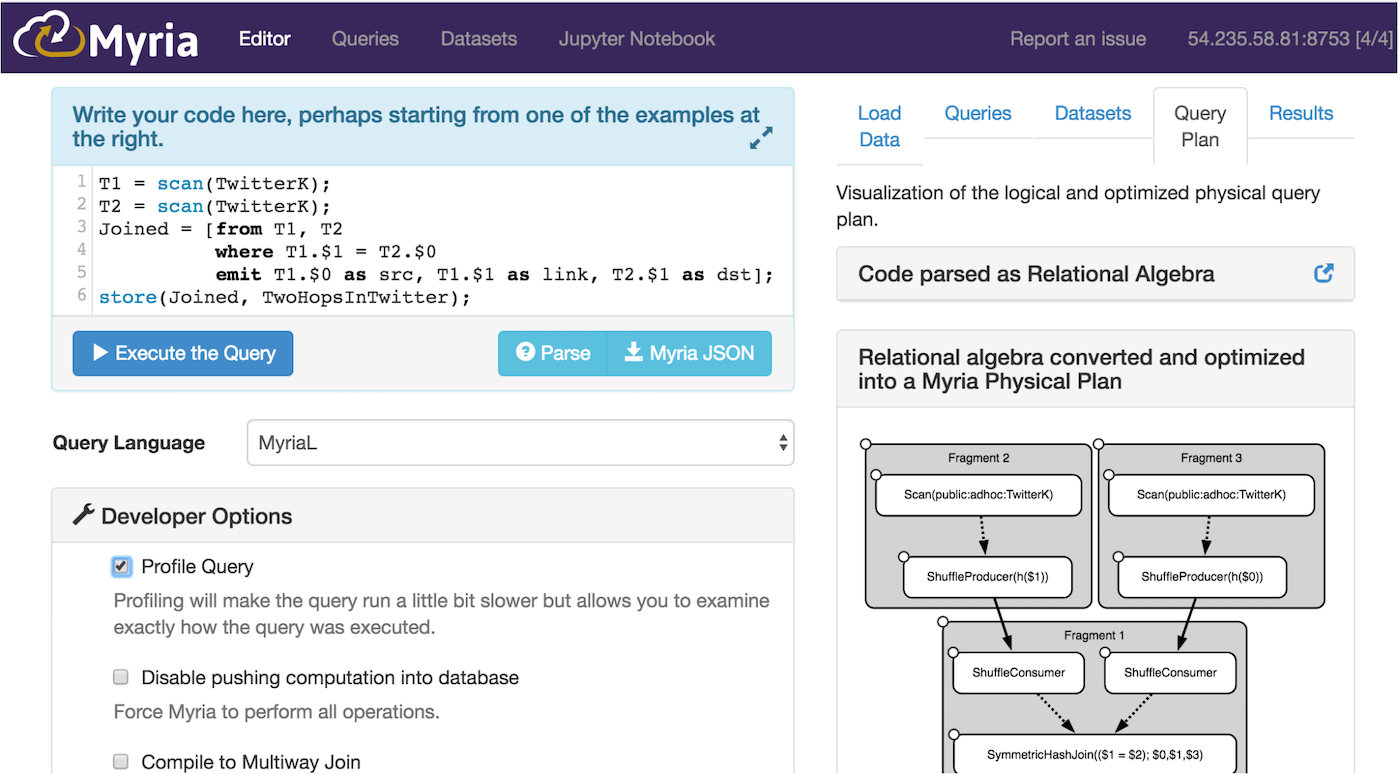 Myria Editor Queries Datasets Jupyter Notebook Report an issue 54.235.58.81:8753 [4/4]
Write your code here, perhaps starting from one of the examples at
the right.
1 T1 = scan(TwitterK);
2 T2 = scan(TwitterK);
3 Joined = [from T1, T2
4 where T1.$1 = T2.$0
5 emit T1.$0 as src, T1.$1 as link, T2.$1 as dst];
6 store(Joined, TwoHopsInTwitter);
Execute the Query Parse Myria JSON
Query Language MyriaL
Developer Options
Profile Query
Profiling will make the query run a little bit slower but allows you to examine
exactly how the query was executed.
Disable pushing computation into database
Force Myria to perform all operations.
Compile to Multiway Join
Load
Data
Queries
Datasets
Query
Plan
Results
Visualization of the logical and optimized physical query
plan.
Code parsed as Relational Algebra
Relational algebra converted and optimized
into a Myria Physical Plan
Fragment 2
Scan(public:adhoc:TwitterK)
ShuffleProducer(h($1))
Fragment 3
Scan(public:adhoc:TwitterK)
ShuffleProducer(h($0))
Fragment 1
ShuffleConsumer
ShuffleConsumer
SymmetricHashJoin(($1 = $2); $0,$1,$3)